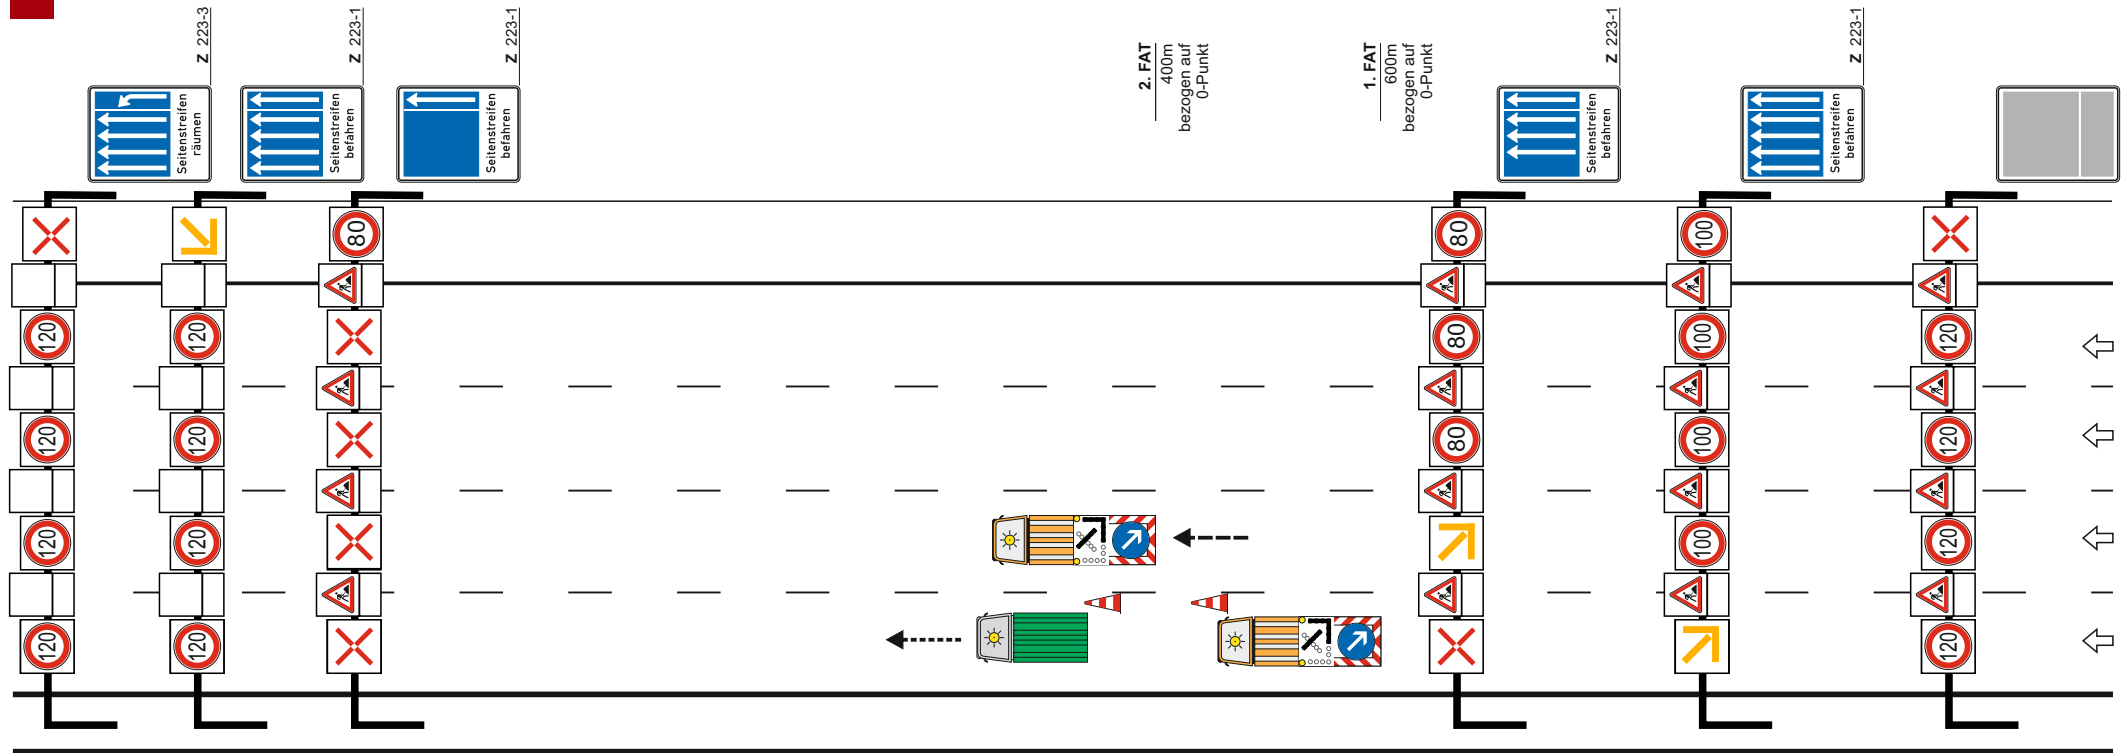 Z 223-3
Seitenstreifen
räumen
Z 223-1
Seitenstreifen
befahren
Z 223-1
Seitenstreifen
befahren
2. FAT
400m
bezogen auf
0-Punkt
1. FAT
600m
bezogen auf
0-Punkt
Z 223-1
Seitenstreifen
befahren
Z 223-1
Seitenstreifen
befahren
80
80
100
120
120
80
100
120
120
120
80
100
120
120
120
100
120
120
120
120